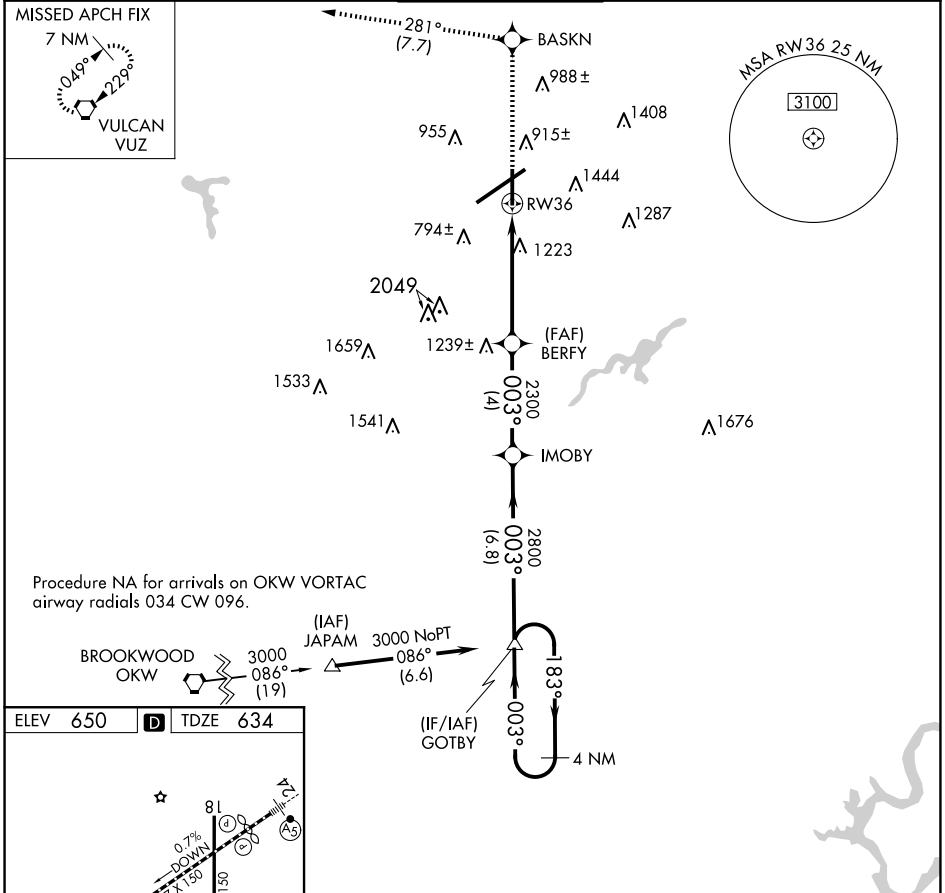 MISSED APCH FIX
7 NM
049°
229°
VULCAN
VUZ
281°
(7.7)
BASKN
988±
955
915±
1408
1444
RW36
1287
794±
1223
MSA RW36 25 NM
3100
2049
1659
1239±
(FAF)
BERFY
1533
1541
2300
003°
(4)
1676
IMOBY
2800
003°
(6.8)
Procedure NA for arrivals on OKW VORTAC
airway radials 034 CW 096.
(IAF)
JAPAM
3000 NoPT
086°
(6.6)
BROOKWOOD
OKW
3000
086°
(19)
183°
003°
(IF/IAF)
GOTBY
4 NM
ELEV 650
D
TDZE 634
18
24
P
P
A5
0.7%
DOWN
X 150
150